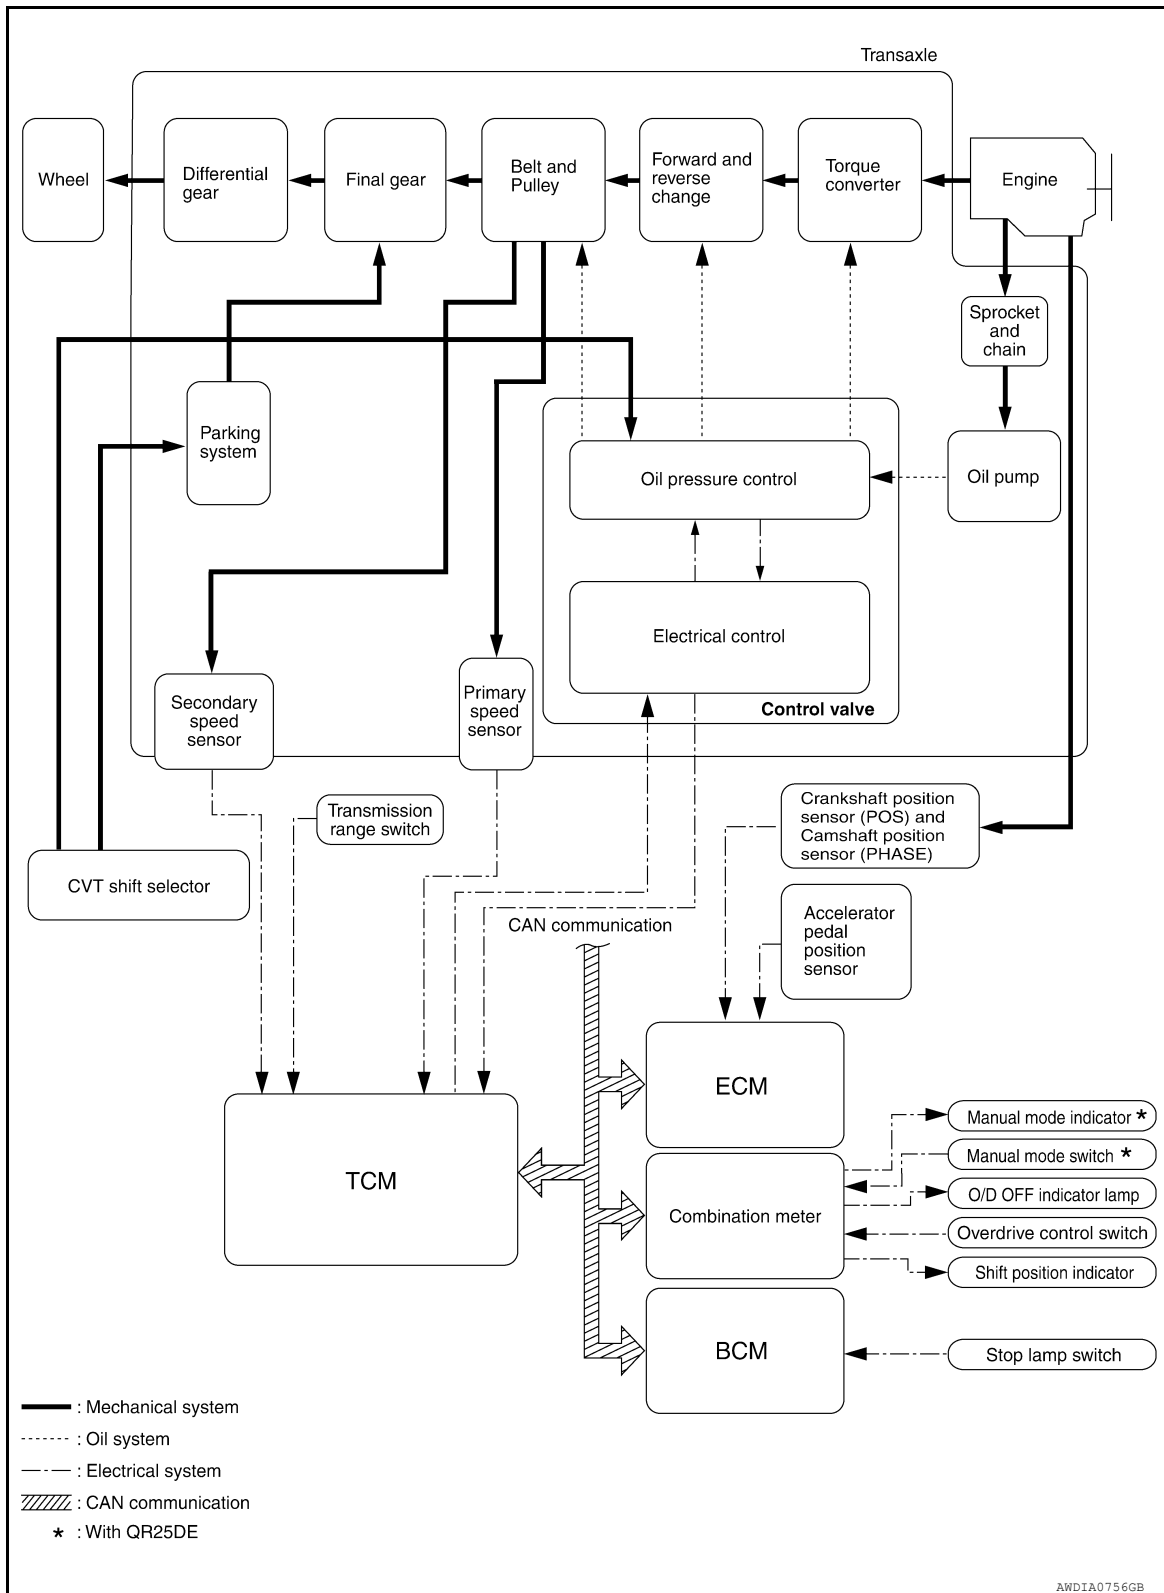 Transaxle
Wheel
Differential
gear
Final gear
Belt and
Pulley
Forward and
reverse
change
Torque
converter
Engine
Sprocket
and
chain
Parking
system
Oil pressure control
Oil pump
Electrical control
Control valve
Secondary
speed
sensor
Primary
speed
sensor
Transmission
range switch
Crankshaft position
sensor (POS) and
Camshaft position
sensor (PHASE)
CVT shift selector
CAN communication
Accelerator
pedal
position
sensor
ECM
TCM
Combination meter
BCM
Manual mode indicator *
Manual mode switch *
O/D OFF indicator lamp
Overdrive control switch
Shift position indicator
Stop lamp switch
: Mechanical system
: Oil system
: Electrical system
: CAN communication
* : With QR25DE
AWDIA0756GB